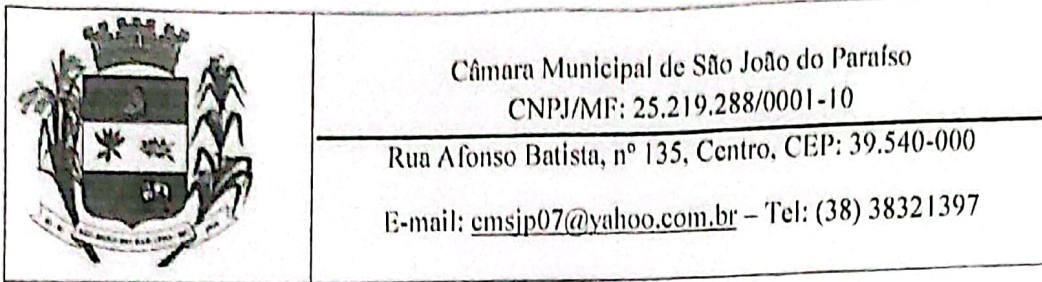 Câmara Municipal de São João do Paraíso
CNPJ/MF: 25.219.288/0001-10
Rua Afonso Batista, nº 135, Centro, CEP: 39.540-000
E-mail: cmsjp07@yahoo.com.br – Tel: (38) 38321397